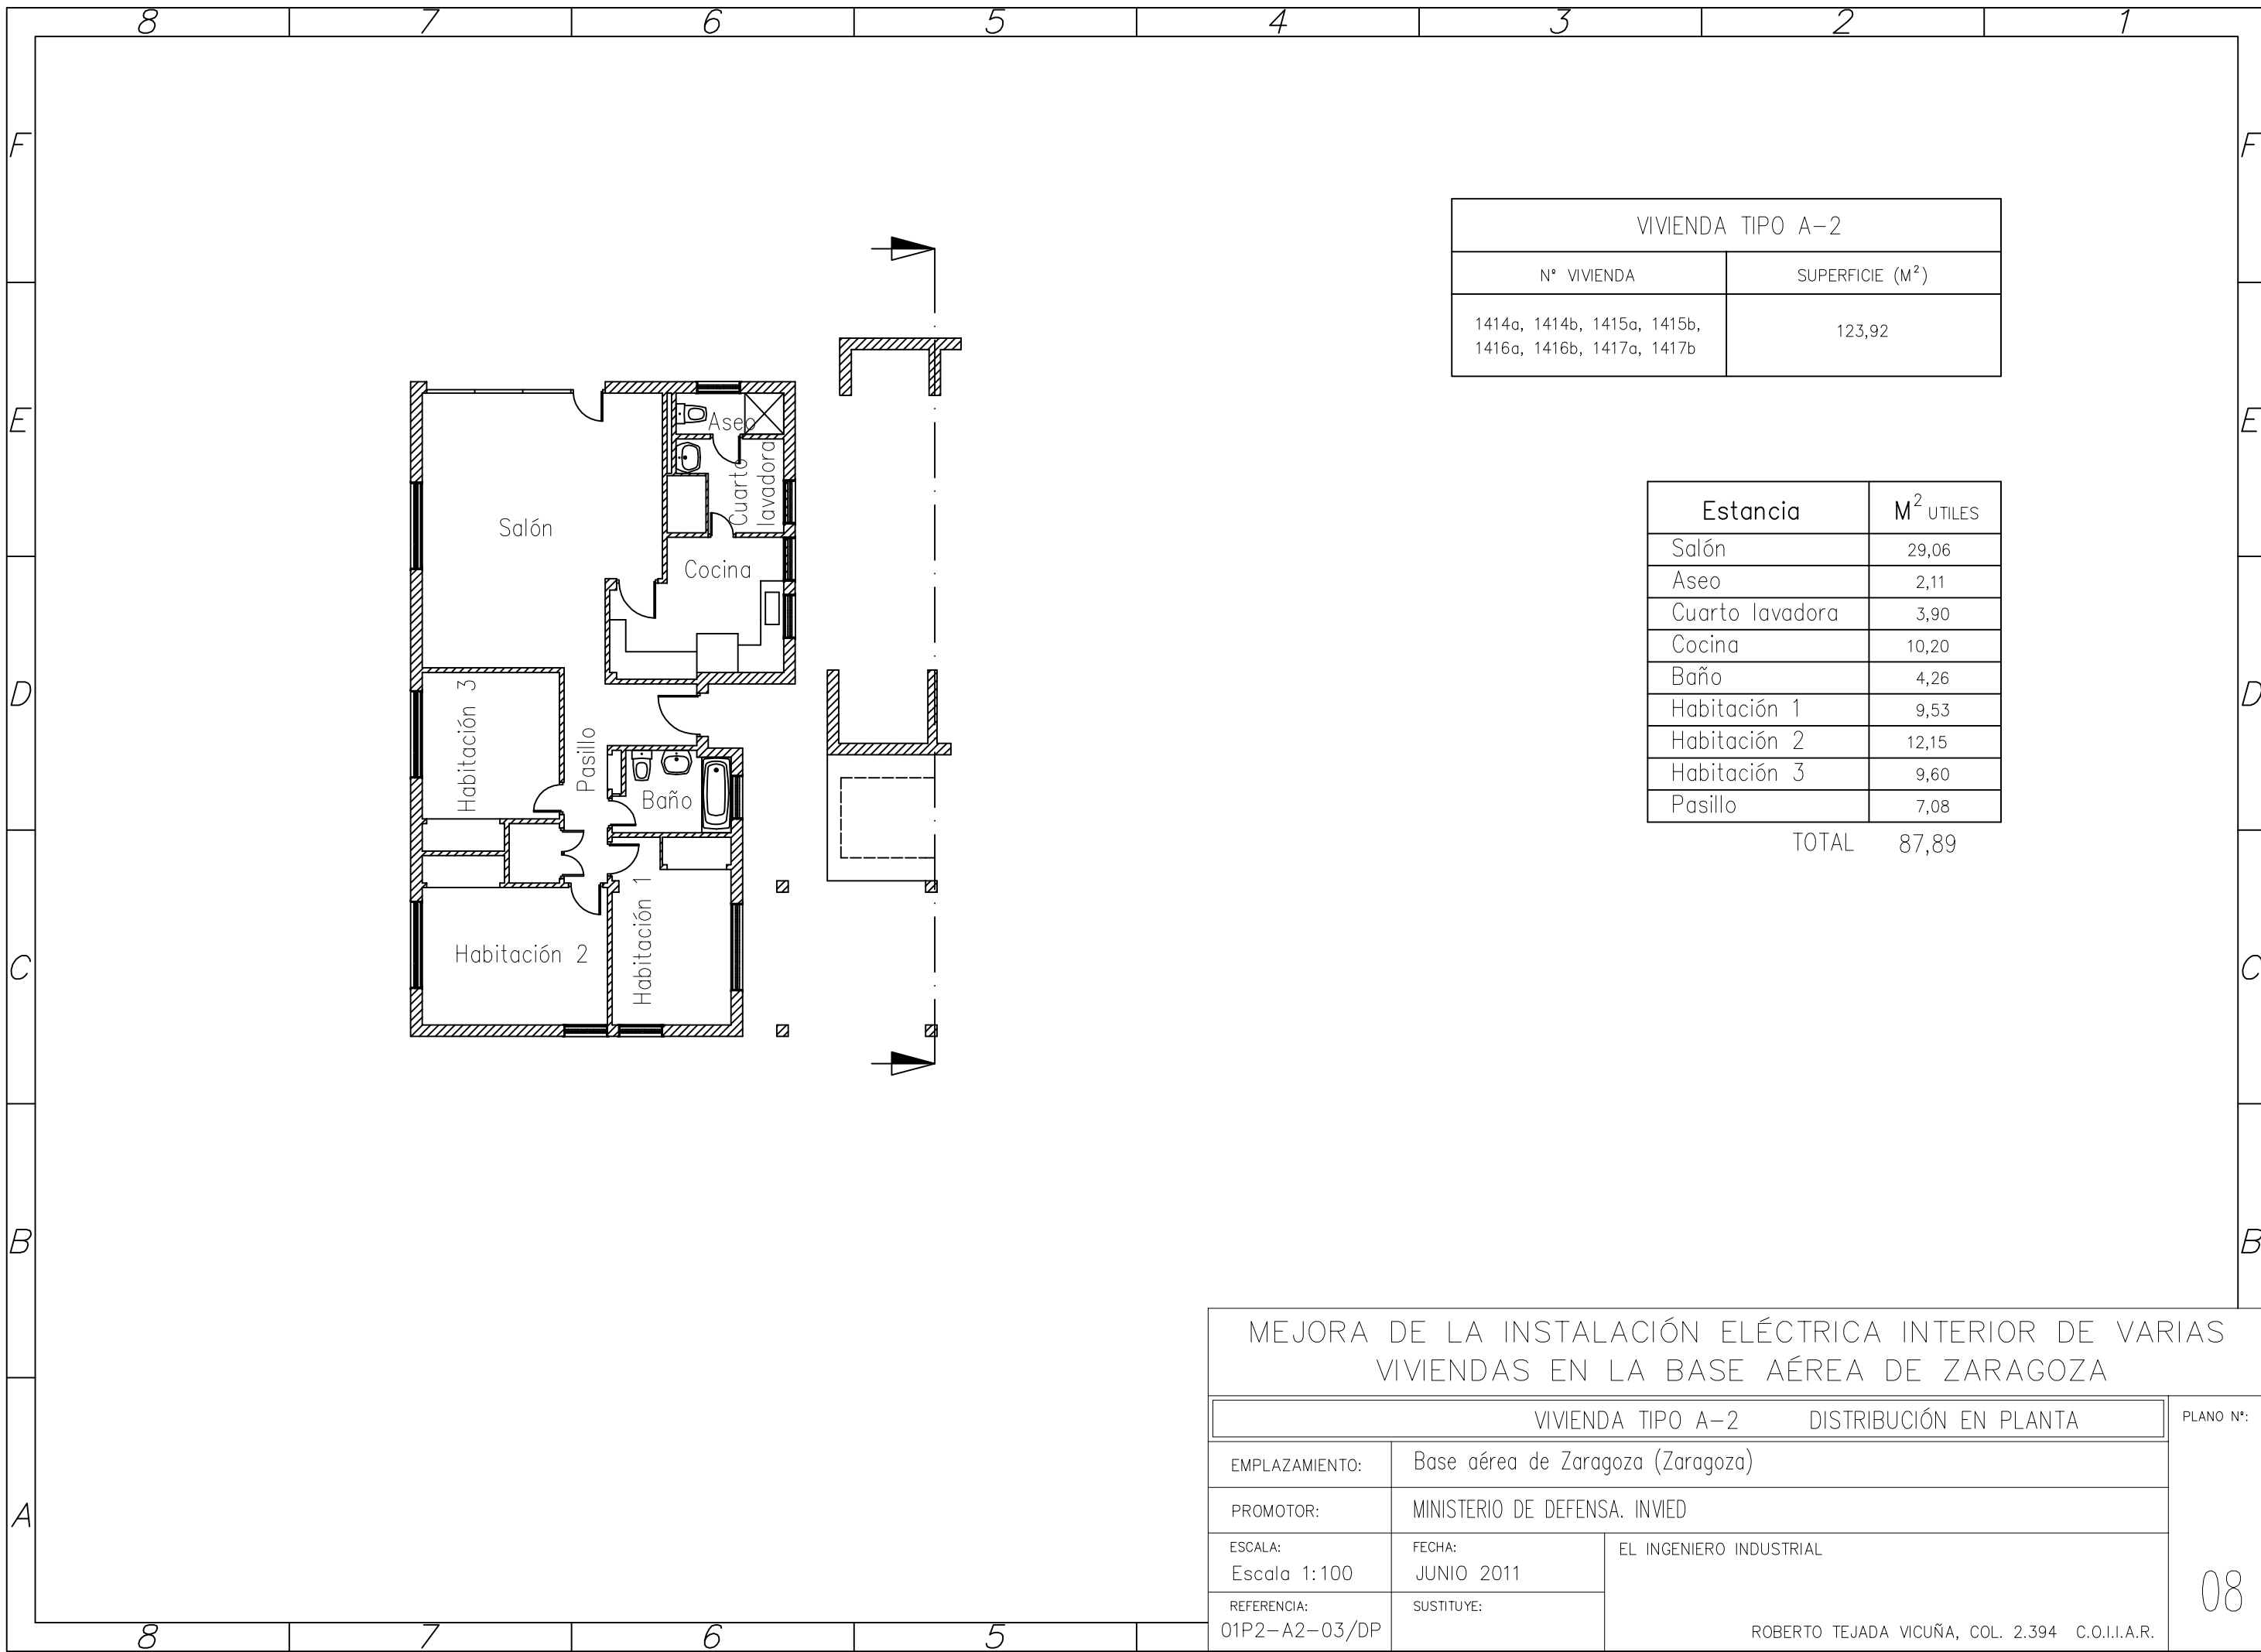 8 7 6 5 4 3 2 1
F F
E E
D D
C C
B B
A
VIVIENDA TIPO A-2
Nº VIVIENDA SUPERFICIE (M²)
1414a, 1414b, 1415a, 1415b,
1416a, 1416b, 1417a, 1417b
123,92
Estancia M² UTILES
Salón 29,06
Aseo 2,11
Cuarto lavadora 3,90
Cocina 10,20
Baño 4,26
Habitación 1 9,53
Habitación 2 12,15
Habitación 3 9,60
Pasillo 7,08
TOTAL 87,89
Aseo
Cuarto
lavadora
Salón
Cocina
Habitación 3
Pasillo
Baño
Habitación 2
Habitación 1
MEJORA DE LA INSTALACIÓN ELÉCTRICA INTERIOR DE VARIAS
VIVIENDAS EN LA BASE AÉREA DE ZARAGOZA
VIVIENDA TIPO A-2 DISTRIBUCIÓN EN PLANTA
PLANO Nº:
08
EMPLAZAMIENTO: Base aérea de Zaragoza (Zaragoza)
PROMOTOR: MINISTERIO DE DEFENSA. INVIED
ESCALA:
Escala 1:100
FECHA:
JUNIO 2011
EL INGENIERO INDUSTRIAL
REFERENCIA:
01P2-A2-03/DP
SUSTITUYE:
ROBERTO TEJADA VICUÑA, COL. 2.394 C.O.I.I.A.R.
8 7 6 5